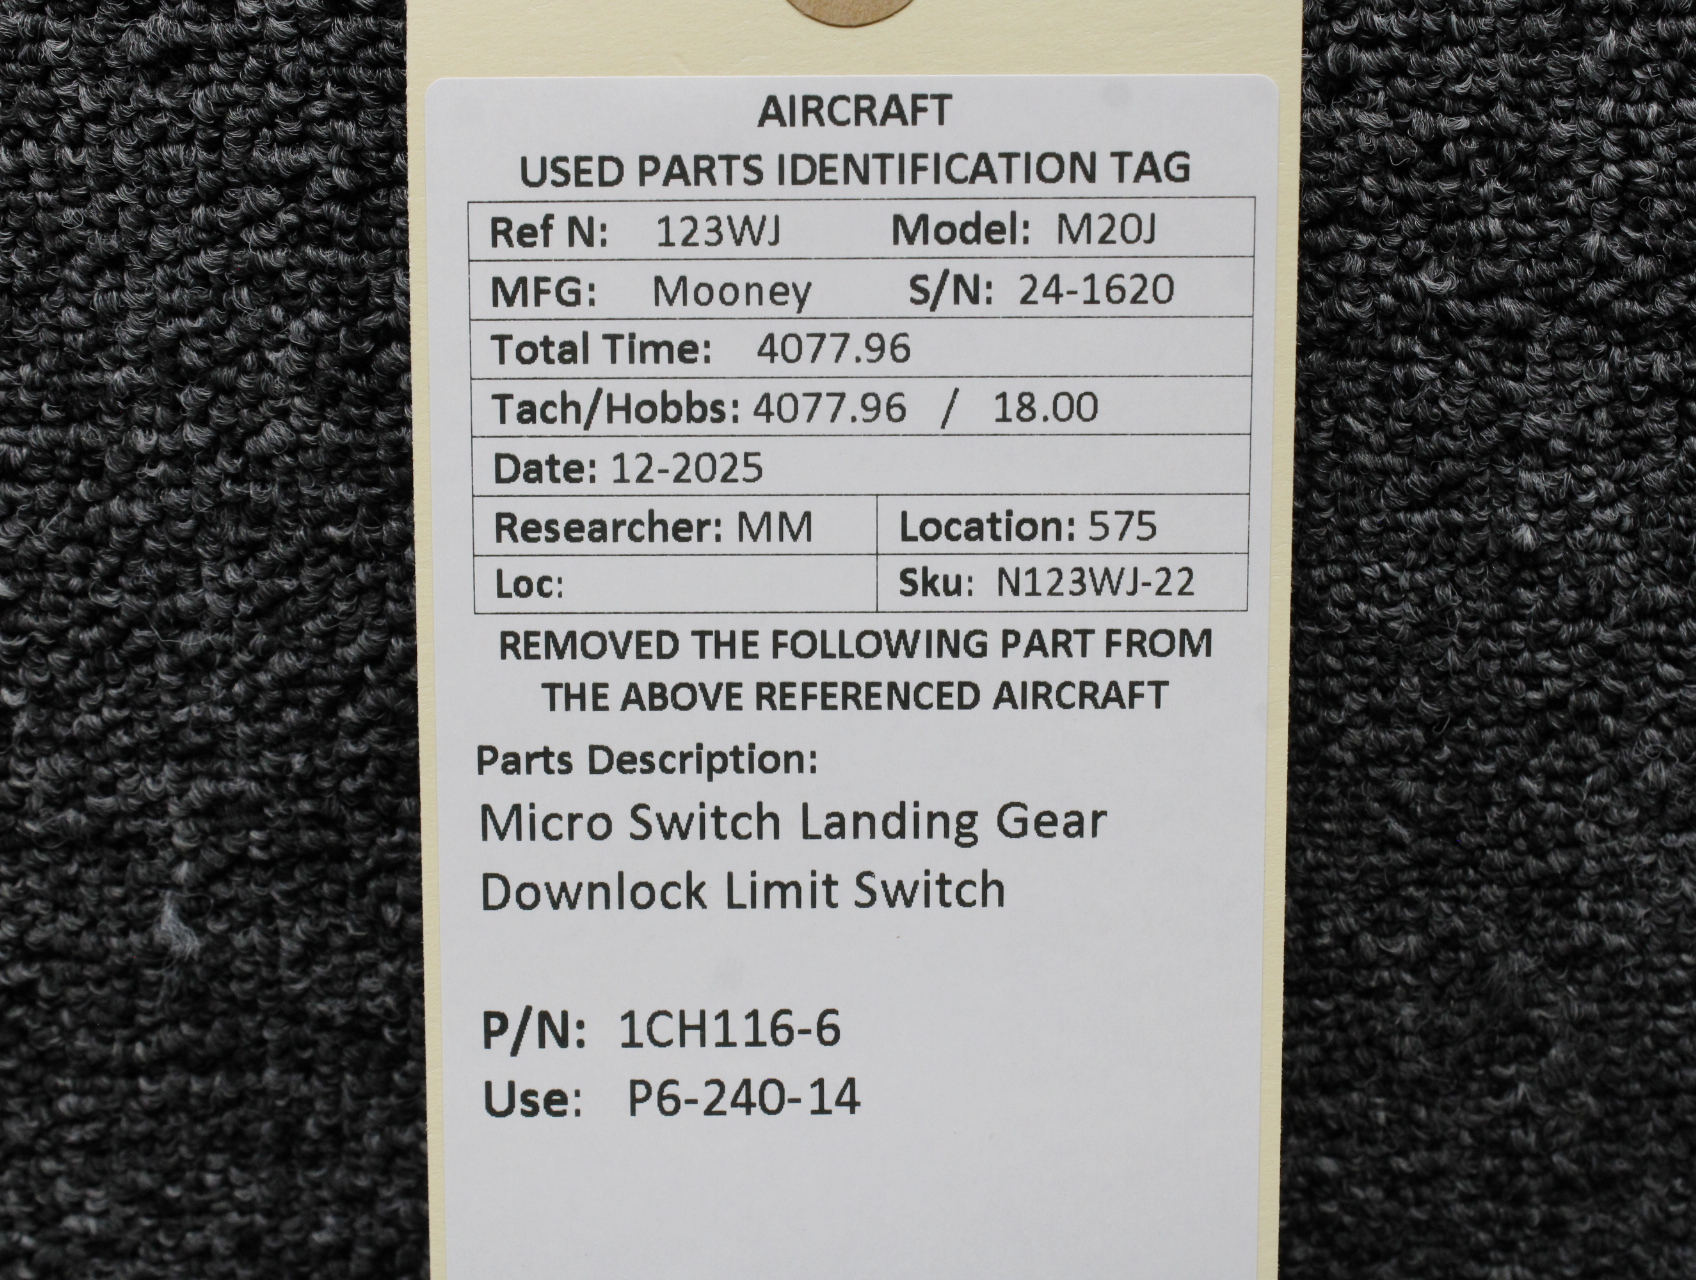 AIRCRAFT
USED PARTS IDENTIFICATION TAG
Ref N: 123WJ Model: M20J
MFG: Mooney S/N: 24-1620
Total Time: 4077.96
Tach/Hobbs: 4077.96 / 18.00
Date: 12-2025
Researcher: MM Location: 575
Loc: Sku: N123WJ-22
REMOVED THE FOLLOWING PART FROM
THE ABOVE REFERENCED AIRCRAFT
Parts Description:
Micro Switch Landing Gear
Downlock Limit Switch
P/N: 1CH116-6
Use: P6-240-14